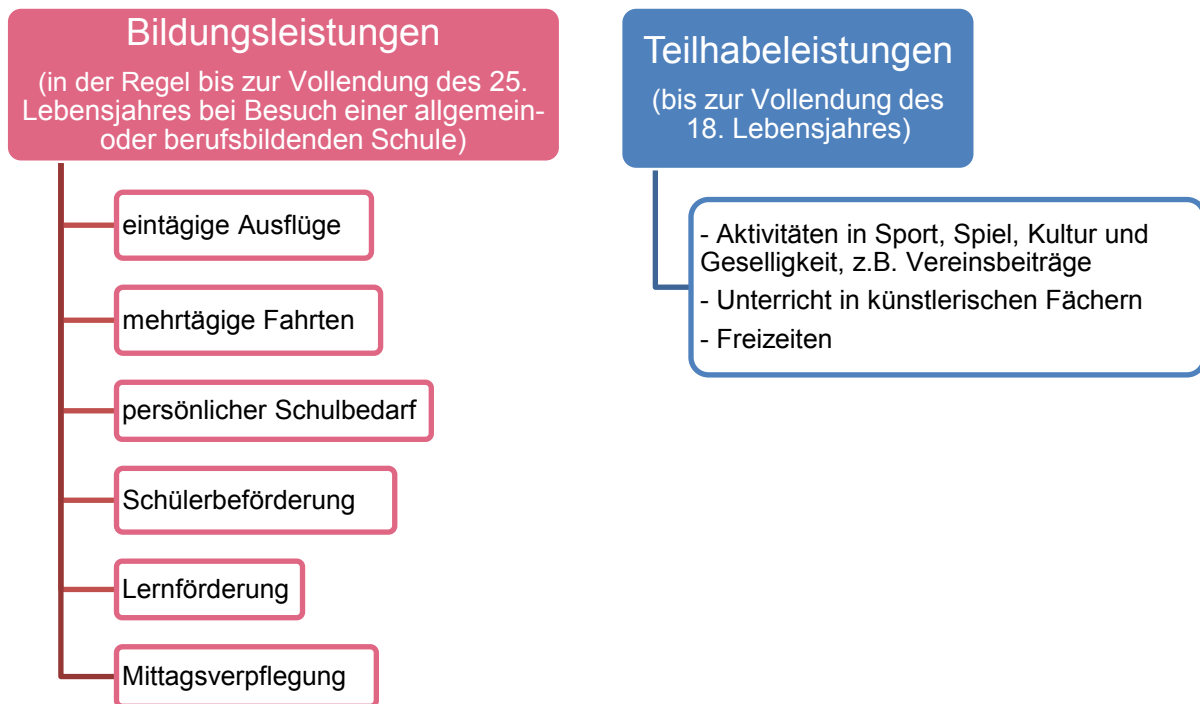 Bildungsleistungen
(in der Regel bis zur Vollendung des 25.
Lebensjahres bei Besuch einer allgemein-
oder berufsbildenden Schule)
eintägige Ausflüge
mehrtägige Fahrten
persönlicher Schulbedarf
Schülerbeförderung
Lernförderung
Mittagsverpflegung
Teilhabeleistungen
(bis zur Vollendung des
18. Lebensjahres)
- Aktivitäten in Sport, Spiel, Kultur und
Geselligkeit, z.B. Vereinsbeiträge
- Unterricht in künstlerischen Fächern
- Freizeiten